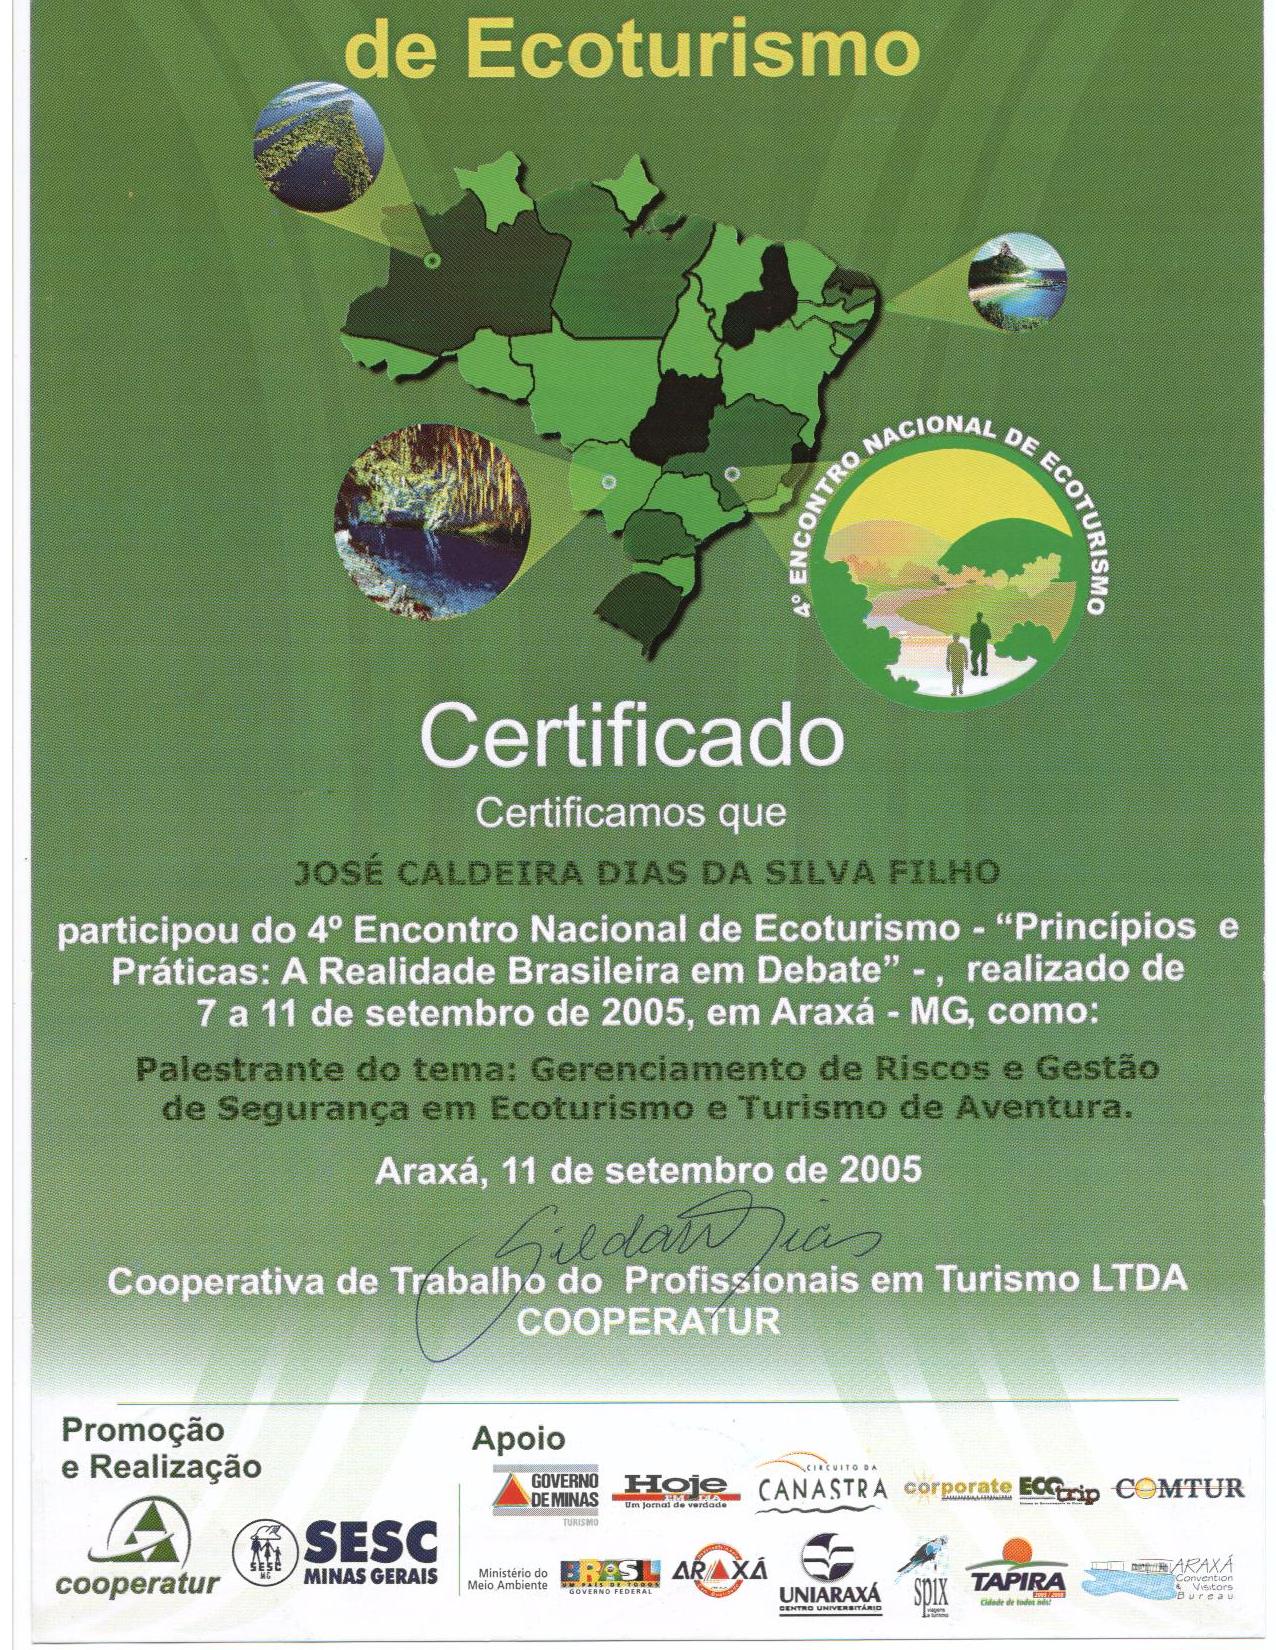 de Ecoturismo
4º ENCONTRO NACIONAL DE ECOTURISMO
Certificado
Certificamos que
JOSÉ CALDEIRA DIAS DA SILVA FILHO
participou do 4º Encontro Nacional de Ecoturismo - “Princípios e
Práticas: A Realidade Brasileira em Debate” - , realizado de
7 a 11 de setembro de 2005, em Araxá - MG, como:
Palestrante do tema: Gerenciamento de Riscos e Gestão
de Segurança em Ecoturismo e Turismo de Aventura.
Araxá, 11 de setembro de 2005
Cooperativa de Trabalho do Profissionais em Turismo LTDA
COOPERATUR
Promoção
e Realização
cooperatur
SESC
MG
SESC
MINAS GERAIS
Apoio
GOVERNO
DE MINAS
TURISMO
Hoje
Um jornal de verdade
CIRCUITO DA
CANASTRA
corporate
ECOtrip
COMTUR
Ministério do
Meio Ambiente
BRASIL
UM PAÍS DE TODOS
GOVERNO FEDERAL
ARAXÁ
UNIARAXÁ
CENTRO UNIVERSITÁRIO
spix
viagens
e turismo
TAPIRA
Cidade de todos nós!
ARAXÁ
Convention
& Visitors
Bureau